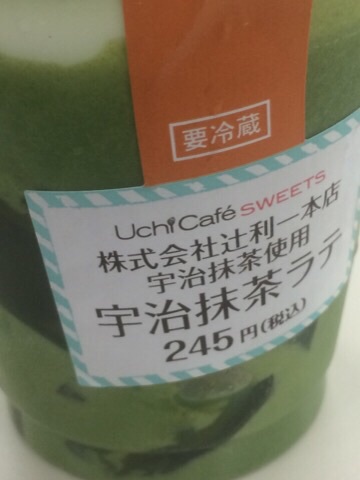 要冷蔵
Uchi Café SWEETS
株式会社辻利一本店
宇治抹茶使用
宇治抹茶ラテ
245円(税込)